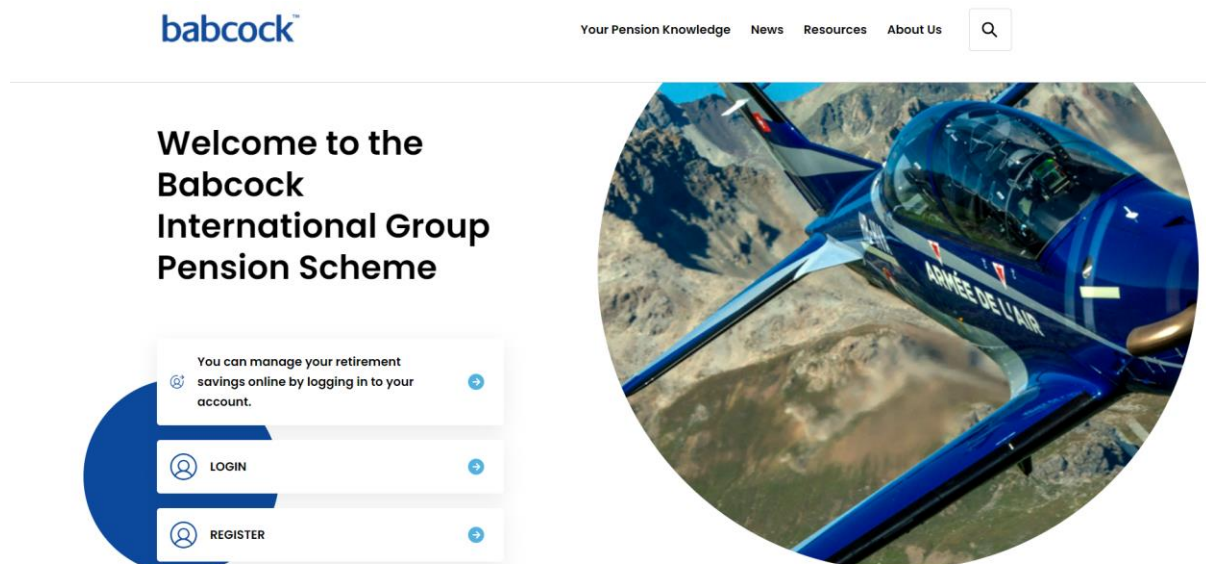 babcock™
Your Pension Knowledge News Resources About Us
Welcome to the
Babcock
International Group
Pension Scheme
You can manage your retirement
savings online by logging in to your
account.
LOGIN
REGISTER
ARMÉE DE L'AIR